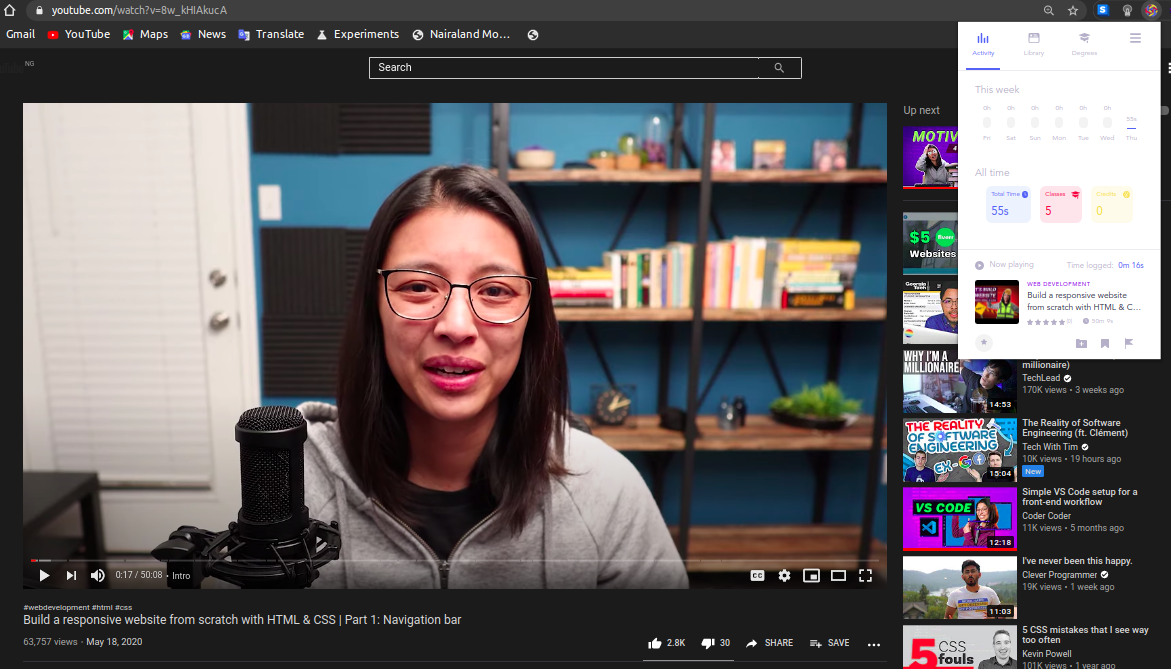 youtube.com/watch?v=8w_kHlAkucA
Gmail
YouTube
Maps
News
Translate
Experiments
Nairaland Mo...
NG
Search
Activity
Library
Degrees
This week
0h 0h 0h 0h 0h 0h 55s
Fri Sat Sun Mon Tue Wed Thu
All time
Total Time
Classes
Credits
55s
5
0
Now playing
Time logged: 0m 16s
WEB DEVELOPMENT
Build a responsive website
from scratch with HTML & C...
50m 9s
Up next
MOTIV
$5
fiverr
Websites
Georgia
Tech
WHY I'M A
MILLIONAIRE
14:53
millionaire)
TechLead
170K views • 3 weeks ago
THE REALITY
OF SOFTWARE
ENGINEERING
EX-
15:04
The Reality of Software
Engineering (ft. Clément)
Tech With Tim
10K views • 19 hours ago
New
VS CODE
12:18
Simple VS Code setup for a
front-end workflow
Coder Coder
11K views • 5 months ago
11:03
I've never been this happy.
Clever Programmer
19K views • 1 week ago
5 CSS
fouls
5 CSS mistakes that I see way
too often
Kevin Powell
101K views • 1 year ago
0:17 / 50:08 • Intro
CC
#webdevelopment #html #css
Build a responsive website from scratch with HTML & CSS | Part 1: Navigation bar
63,757 views • May 18, 2020
2.8K
30
SHARE
SAVE